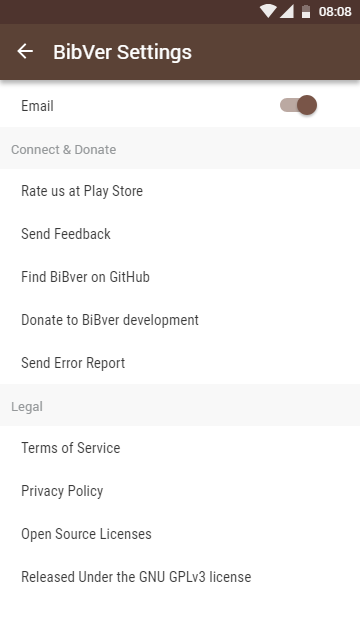 08:08
BibVer Settings
Email
Connect & Donate
Rate us at Play Store
Send Feedback
Find BiBver on GitHub
Donate to BiBver development
Send Error Report
Legal
Terms of Service
Privacy Policy
Open Source Licenses
Released Under the GNU GPLv3 license